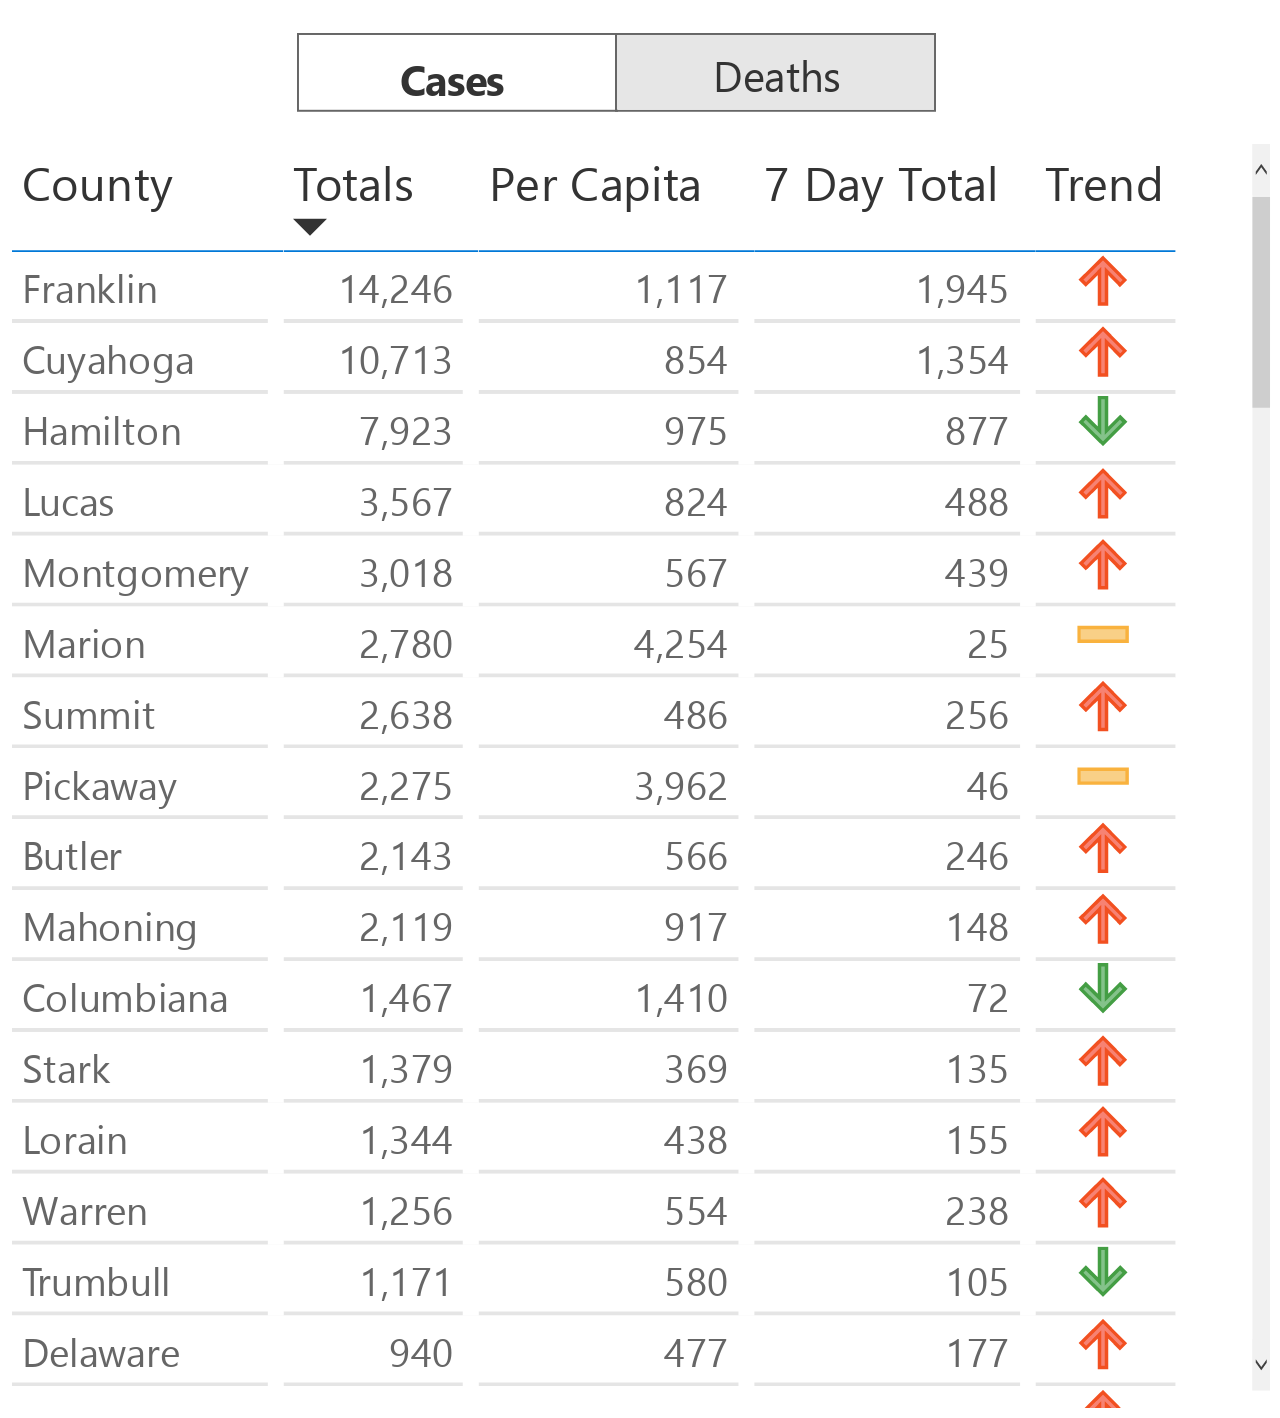 Cases Deaths
County Totals Per Capita 7 Day Total Trend
Franklin 14,246 1,117 1,945
Cuyahoga 10,713 854 1,354
Hamilton 7,923 975 877
Lucas 3,567 824 488
Montgomery 3,018 567 439
Marion 2,780 4,254 25
Summit 2,638 486 256
Pickaway 2,275 3,962 46
Butler 2,143 566 246
Mahoning 2,119 917 148
Columbiana 1,467 1,410 72
Stark 1,379 369 135
Lorain 1,344 438 155
Warren 1,256 554 238
Trumbull 1,171 580 105
Delaware 940 477 177